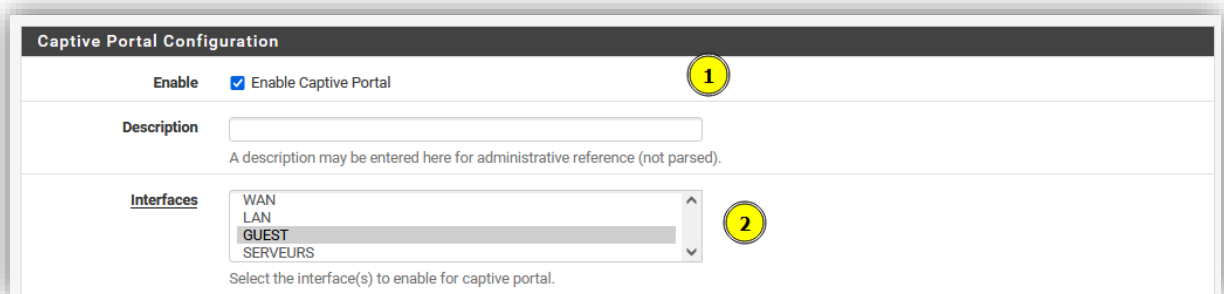 Captive Portal Configuration
Enable Enable Captive Portal 1
Description
A description may be entered here for administrative reference (not parsed).
Interfaces WAN
LAN
GUEST 2
SERVEURS
Select the interface(s) to enable for captive portal.